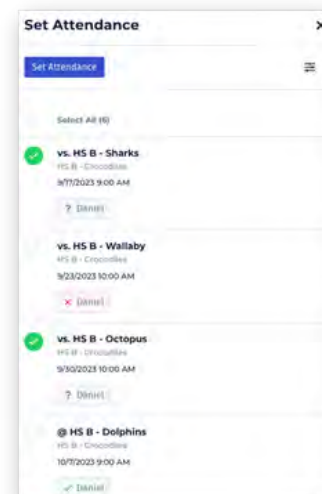 Set Attendance
Set Attendance
Select All (6)
vs. HS B - Sharks
HS B - Crocodiles
9/17/2023 9:00 AM
? Daniel
vs. HS B - Wallaby
HS B - Crocodiles
9/23/2023 10:00 AM
× Daniel
vs. HS B - Octopus
HS B - Crocodiles
9/30/2023 10:00 AM
? Daniel
@ HS B - Dolphins
HS B - Crocodiles
10/7/2023 9:00 AM
✓ Daniel